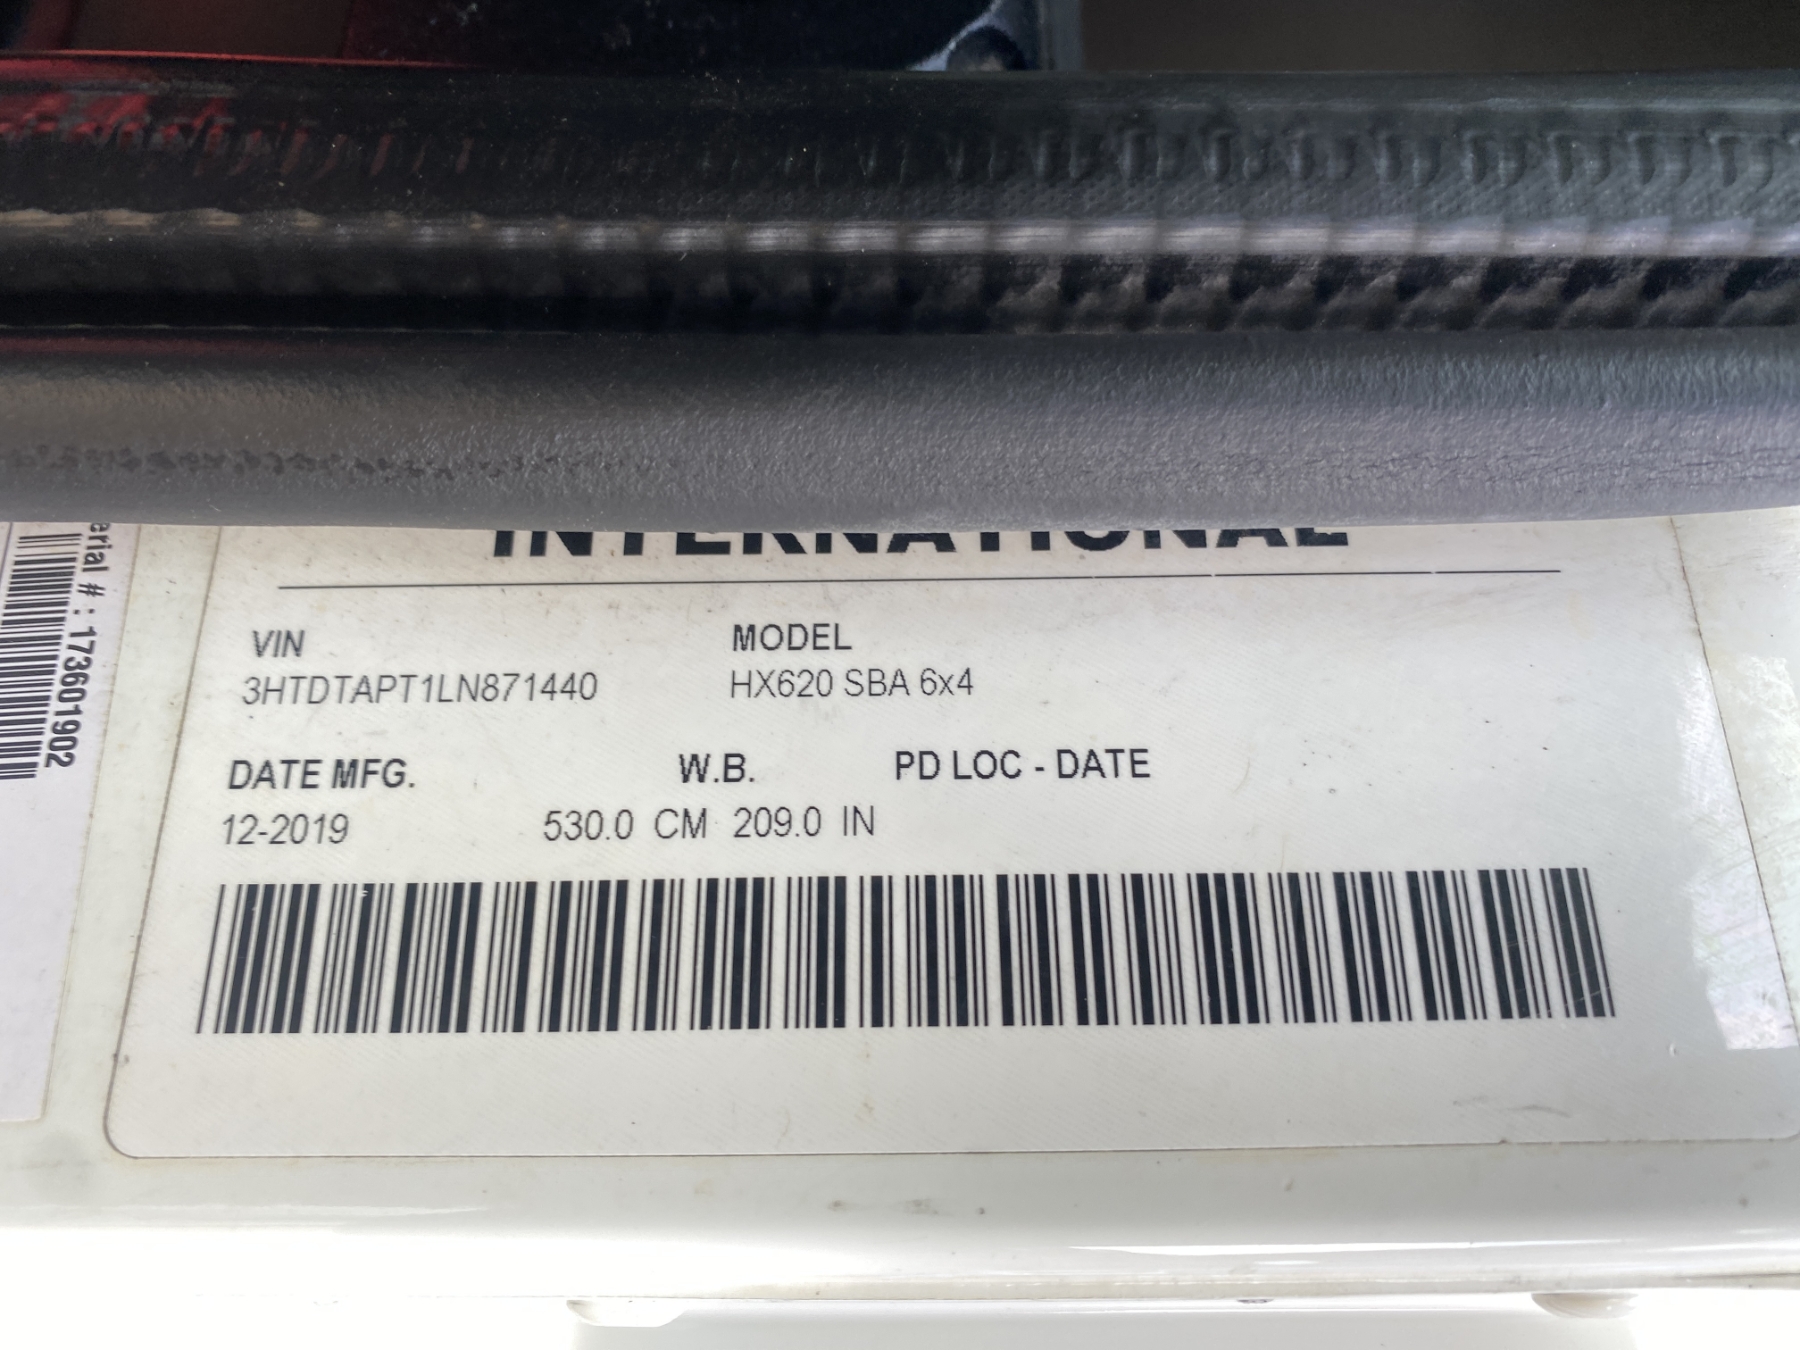 INTERNATIONAL
VIN
3HTDTAPT1LN871440
MODEL
HX620 SBA 6x4
DATE MFG.
12-2019
W.B.
530.0 CM 209.0 IN
PD LOC - DATE
erial # : 173601902